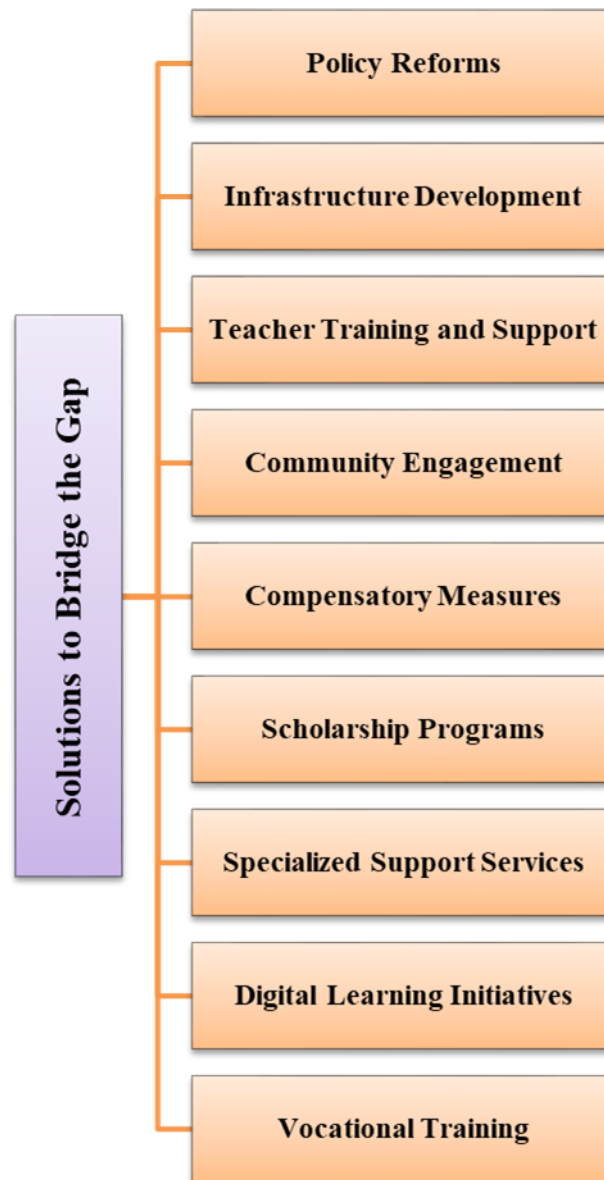 Solutions to Bridge the Gap
Policy Reforms
Infrastructure Development
Teacher Training and Support
Community Engagement
Compensatory Measures
Scholarship Programs
Specialized Support Services
Digital Learning Initiatives
Vocational Training